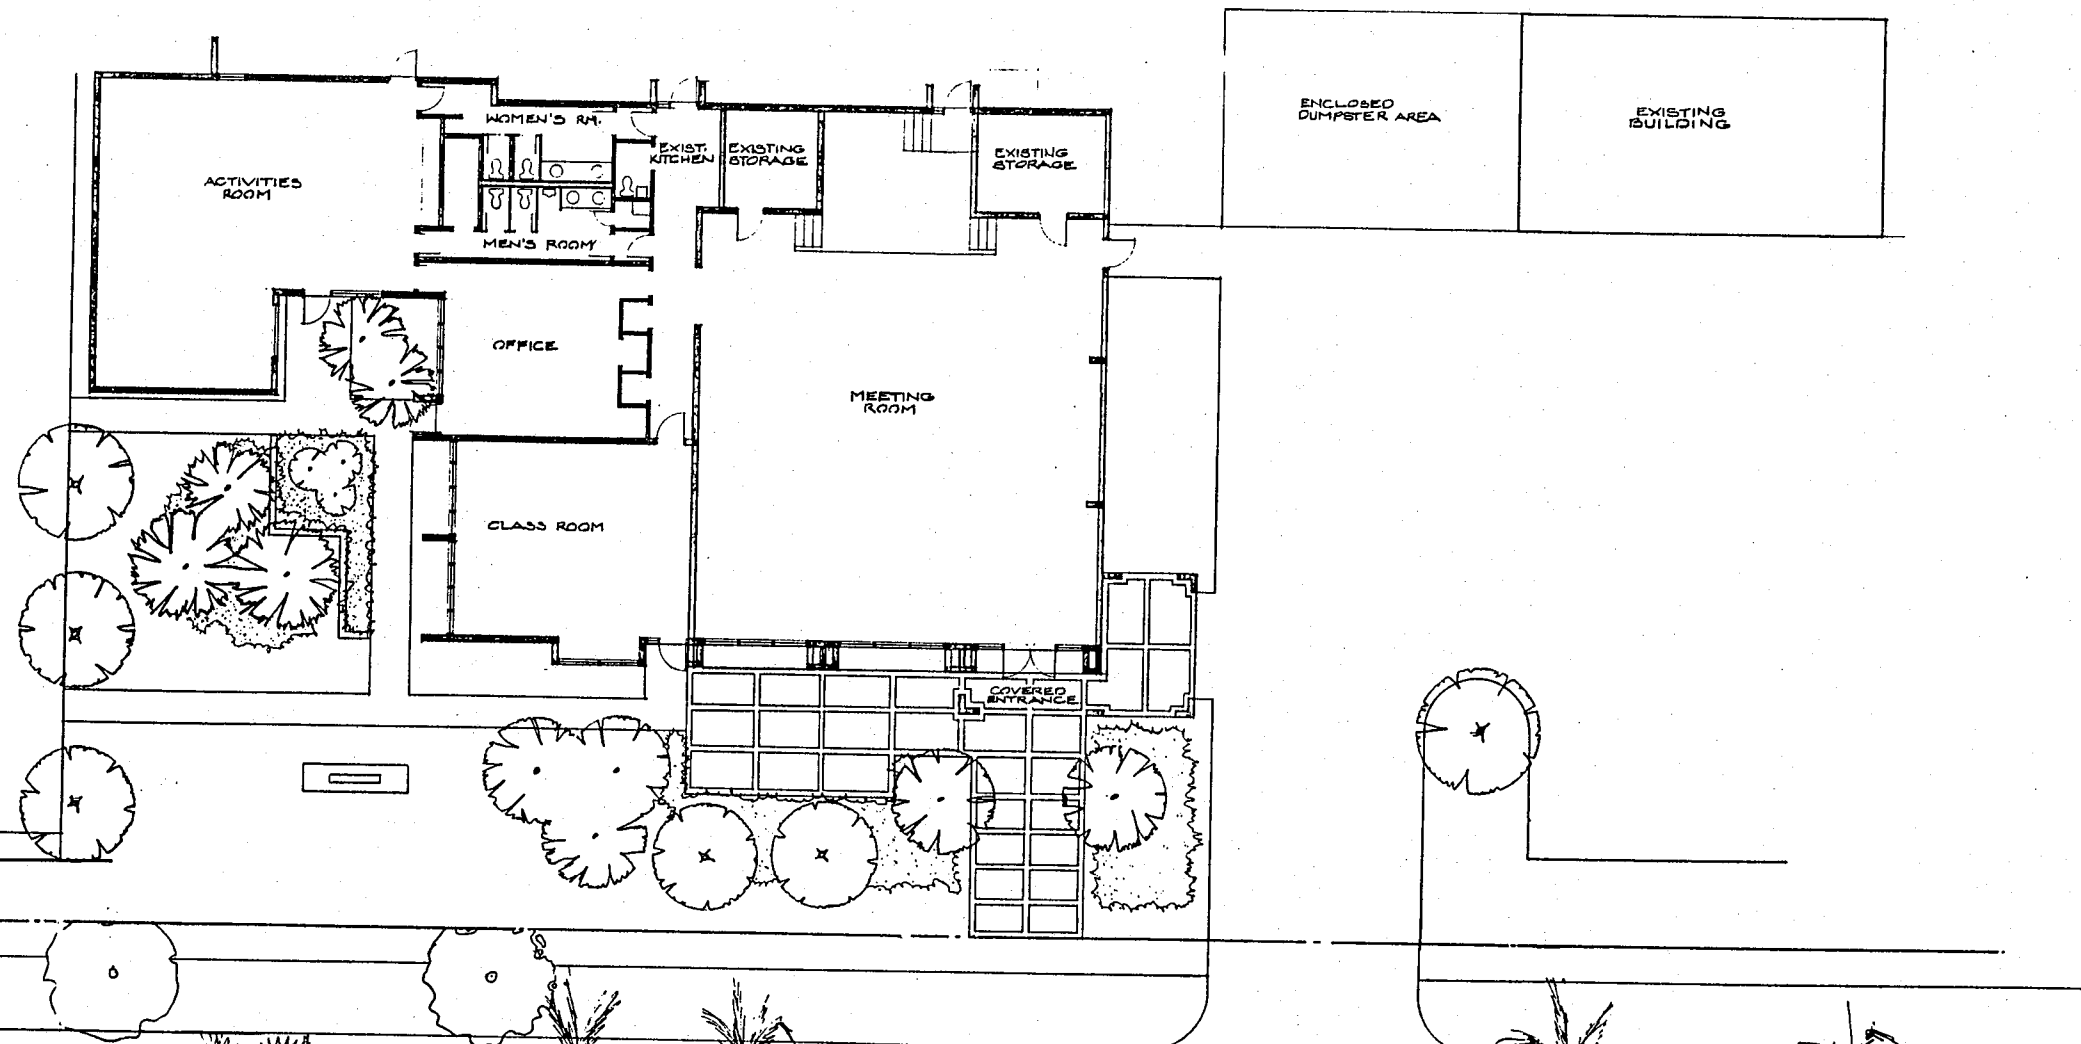 ENCLOSED
DUMPSTER AREA
EXISTING
BUILDING
WOMEN'S RM.
EXIST.
KITCHEN
EXISTING
STORAGE
EXISTING
STORAGE
ACTIVITIES
ROOM
MEN'S ROOM
OFFICE
MEETING
ROOM
CLASS ROOM
COVERED
ENTRANCE